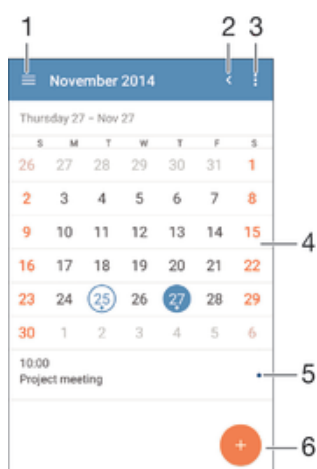 1 2 3
November 2014
Thursday 27 - Nov 27
S M T W T F S
26 27 28 29 30 31 1
2 3 4 5 6 7 8
9 10 11 12 13 14 15
4
16 17 18 19 20 21 22
23 24 25 26 27 28 29
30 1 2 3 4 5 6
10:00
Project meeting
5
+
6